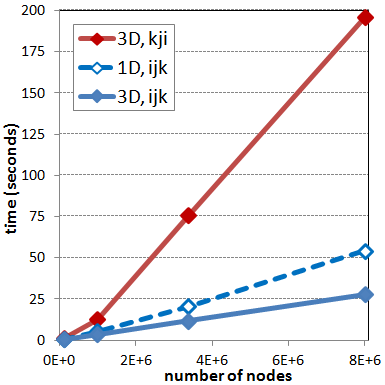 200
175
150
125
100
75
50
25
0
time (seconds)
3D, kji
1D, ijk
3D, ijk
0E+0
2E+6
4E+6
6E+6
8E+6
number of nodes